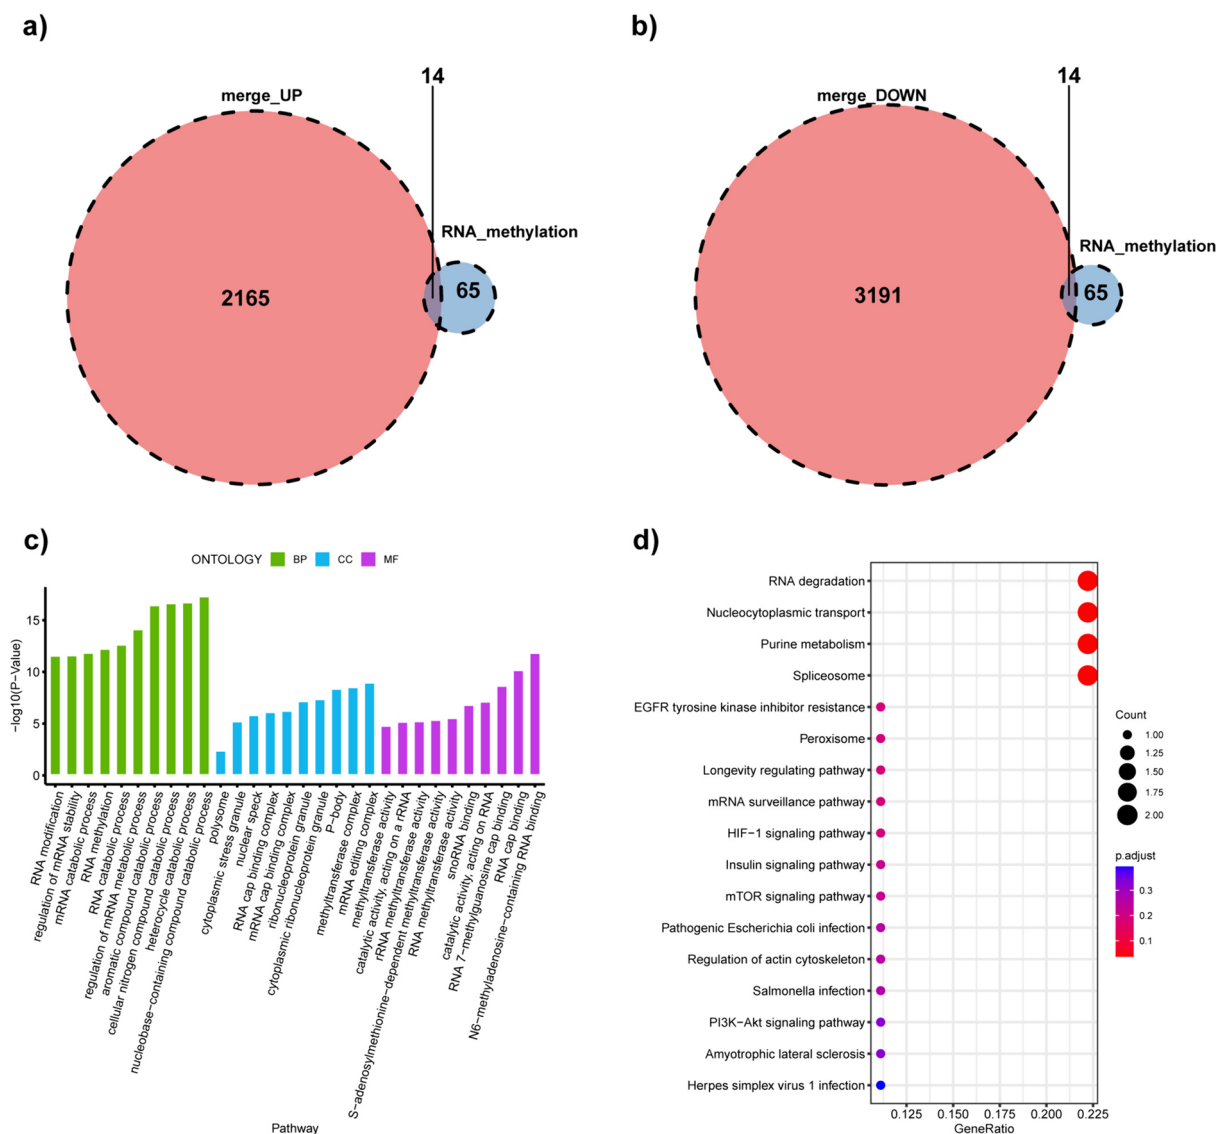 a)
merge_UP
14
RNA_methylation
2165
65
b)
merge_DOWN
14
RNA_methylation
3191
65
c)
ONTOLOGY BP CC MF
−log10(P−Value)
15
10
5
0
RNA modification
regulation of mRNA stability
mRNA catabolic process
RNA methylation
RNA catabolic process
regulation of mRNA metabolic process
aromatic compound catabolic process
cellular nitrogen compound catabolic process
heterocycle catabolic process
nucleobase−containing compound catabolic process
polysome
cytoplasmic stress granule
nuclear speck
RNA cap binding complex
mRNA cap binding complex
ribonucleoprotein granule
cytoplasmic ribonucleoprotein granule
P−body
methyltransferase complex
mRNA editing complex
methyltransferase activity
catalytic activity, acting on a rRNA
rRNA methyltransferase activity
S−adenosylmethionine−dependent methyltransferase activity
RNA methyltransferase activity
snoRNA binding
catalytic activity, acting on RNA
RNA 7−methylguanosine cap binding
RNA cap binding
N6−methyladenosine−containing RNA binding
Pathway
d)
RNA degradation
Nucleocytoplasmic transport
Purine metabolism
Spliceosome
EGFR tyrosine kinase inhibitor resistance
Peroxisome
Longevity regulating pathway
mRNA surveillance pathway
HIF−1 signaling pathway
Insulin signaling pathway
mTOR signaling pathway
Pathogenic Escherichia coli infection
Regulation of actin cytoskeleton
Salmonella infection
PI3K−Akt signaling pathway
Amyotrophic lateral sclerosis
Herpes simplex virus 1 infection
0.125 0.150 0.175 0.200 0.225
GeneRatio
Count
1.00
1.25
1.50
1.75
2.00
p.adjust
0.3
0.2
0.1